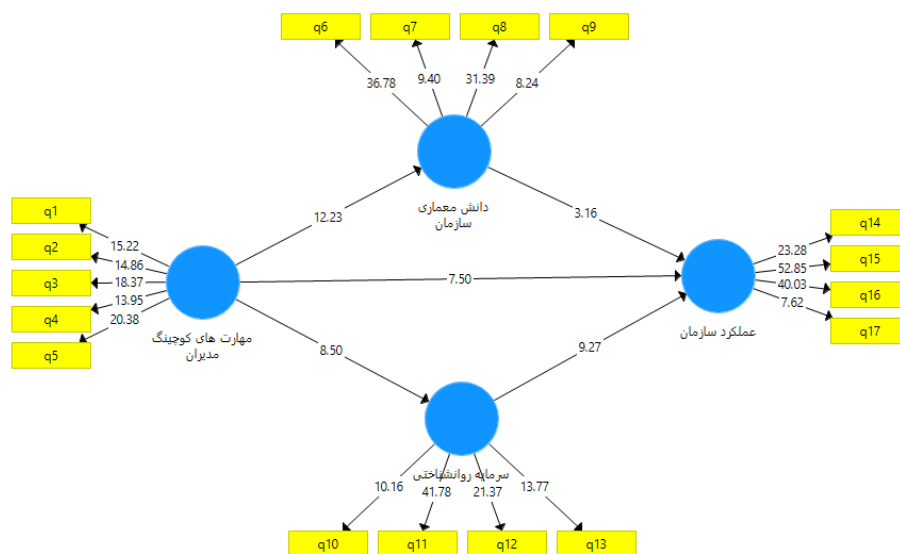 q6 q7 q8 q9
36.78 9.40 31.39 8.24
دانش معماری
سازمان
12.23 3.16
q1
q2
q3
q4
q5
15.22
14.86
18.37
13.95
20.38
مهارت های کوچینگ
مدیران
7.50
q14
q15
q16
q17
23.28
52.85
40.03
7.62
عملکرد سازمان
8.50 9.27
سرمایه روانشناختی
10.16 41.78 21.37 13.77
q10 q11 q12 q13